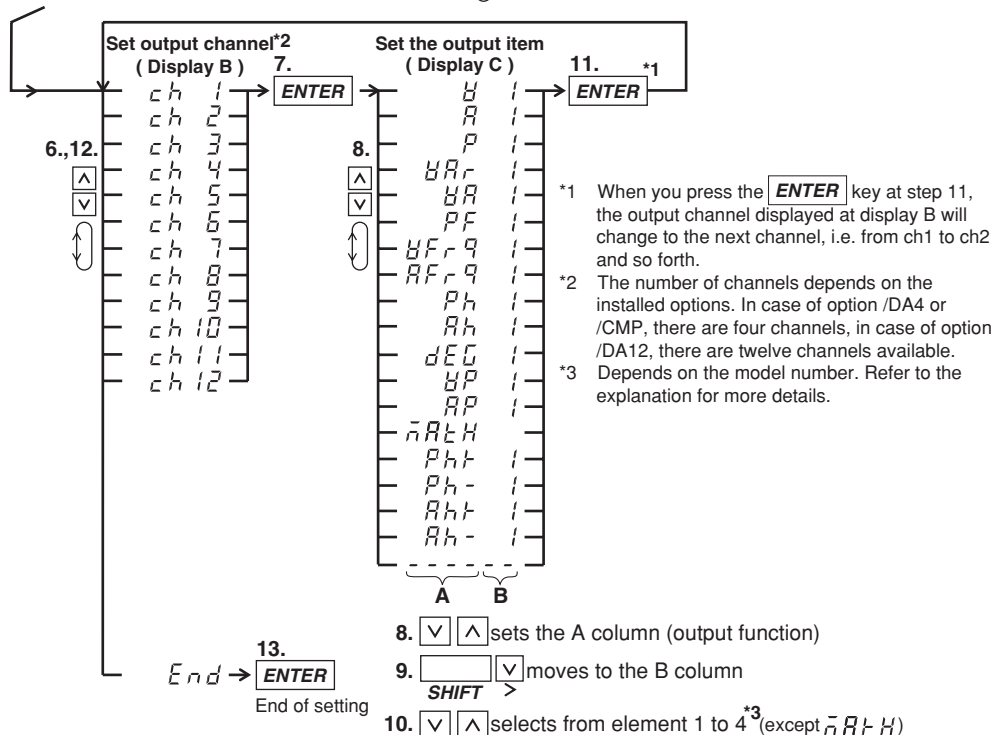 Set output channel*2
( Display B )
7.
ENTER
Set the output item
( Display C )
11.
*1
ENTER
6.,12.
ch 1
ch 2
ch 3
ch 4
ch 5
ch 6
ch 7
ch 8
ch 9
ch 10
ch 11
ch 12
8.
V 1
A 1
P 1
VAr 1
VA 1
PF 1
VFrq 1
AFrq 1
Ph 1
Ah 1
dEG 1
VP 1
AP 1
MAtH
Ph+ 1
Ph- 1
Ah+ 1
Ah- 1
- - - - - -
A B
*1 When you press the ENTER key at step 11,
the output channel displayed at display B will
change to the next channel, i.e. from ch1 to ch2
and so forth.
*2 The number of channels depends on the
installed options. In case of option /DA4 or
/CMP, there are four channels, in case of option
/DA12, there are twelve channels available.
*3 Depends on the model number. Refer to the
explanation for more details.
End
13.
ENTER
End of setting
8. ∨ ∧ sets the A column (output function)
9. ∨ moves to the B column
SHIFT >
10. ∨ ∧ selects from element 1 to 4*3(except MAtH)